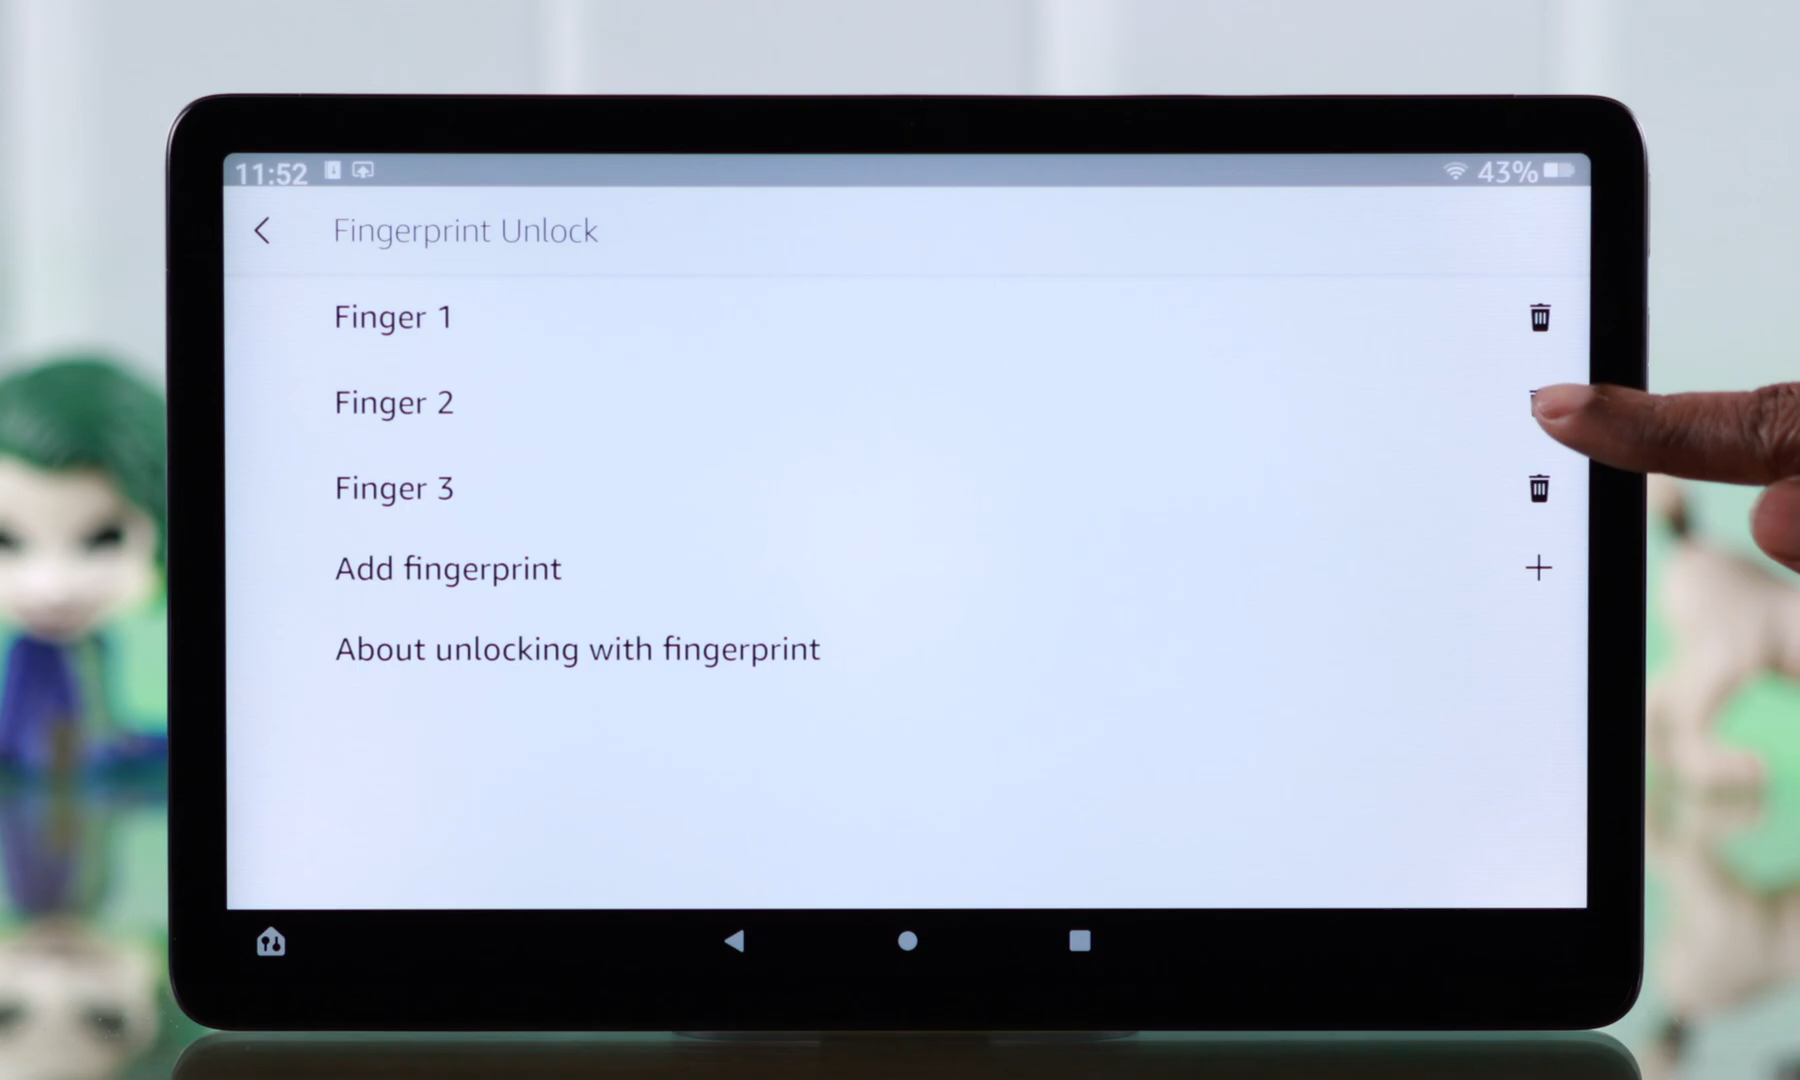 11:52
43%
Fingerprint Unlock
Finger 1
Finger 2
Finger 3
Add fingerprint
About unlocking with fingerprint